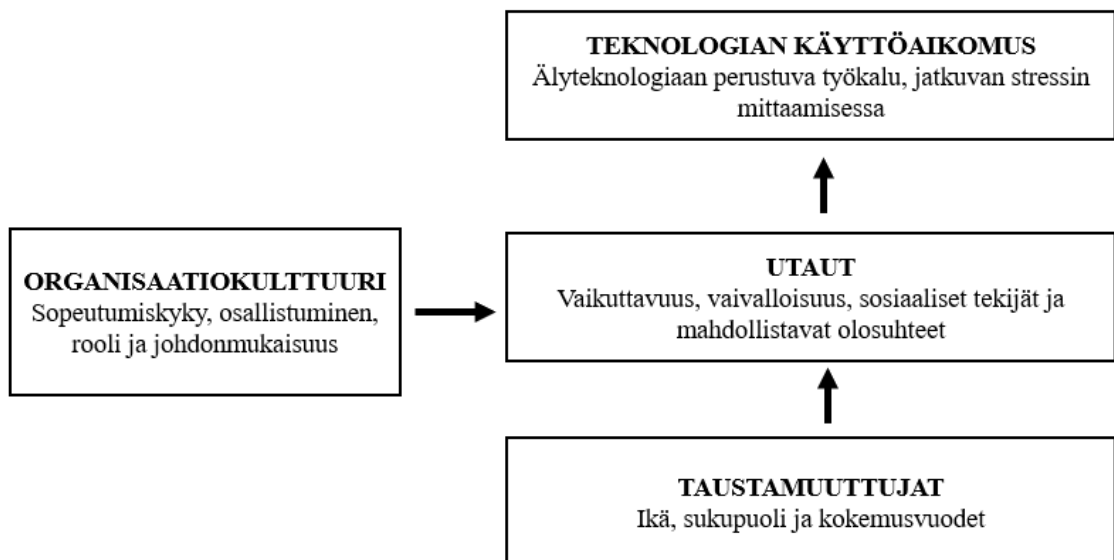 TEKNOLOGIAN KÄYTTÖAIKOMUS
Älyteknologiaan perustuva työkalu, jatkuvan stressin
mittaamisessa
ORGANISAATIOKULTTUURI
Sopeutumiskyky, osallistuminen,
rooli ja johdonmukaisuus
UTAUT
Vaikuttavuus, vaivalloisuus, sosiaaliset tekijät ja
mahdollistavat olosuhteet
TAUSTAMUUTTUJAT
Ikä, sukupuoli ja kokemusvuodet